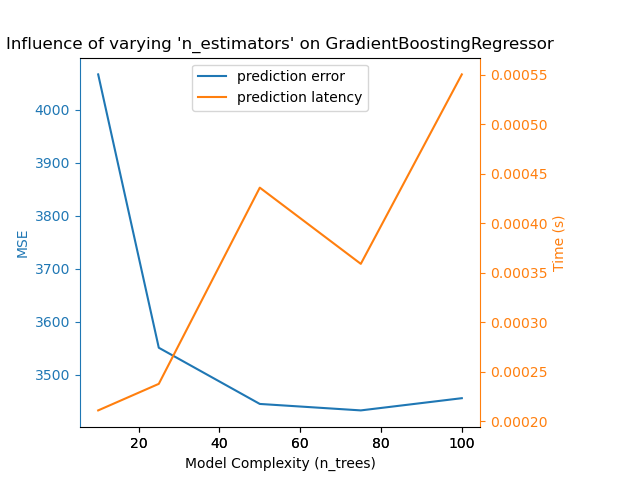 Influence of varying 'n_estimators' on GradientBoostingRegressor
prediction error
prediction latency
MSE
4000
3900
3800
3700
3600
3500
Time (s)
0.00055
0.00050
0.00045
0.00040
0.00035
0.00030
0.00025
0.00020
20 40 60 80 100
Model Complexity (n_trees)